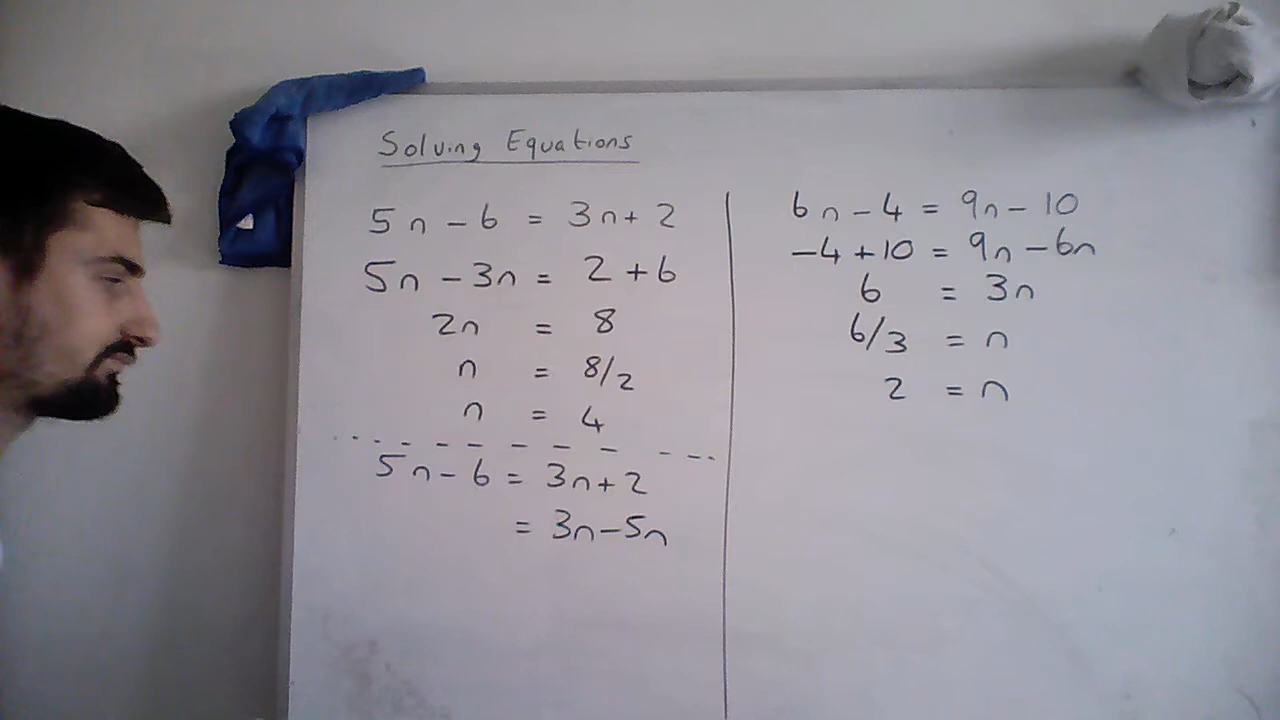 Solving Equations
5n - 6 = 3n + 2
5n - 3n = 2 + 6
2n = 8
n = 8/2
n = 4
5n - 6 = 3n + 2
= 3n - 5n
6n - 4 = 9n - 10
-4 + 10 = 9n - 6n
6 = 3n
6/3 = n
2 = n